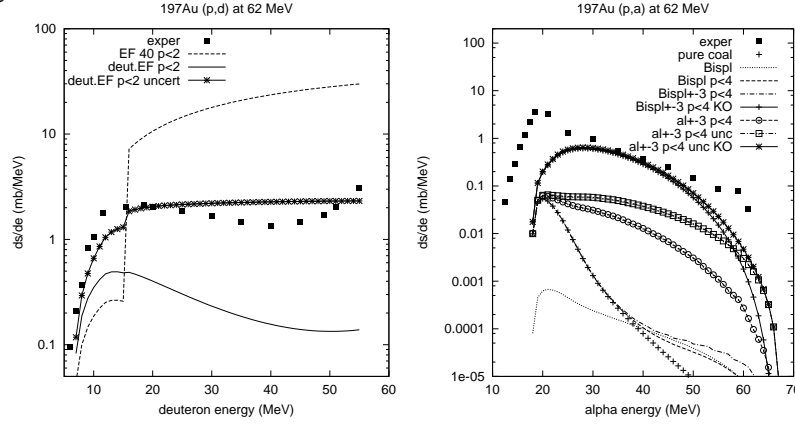 197Au (p,d) at 62 MeV
ds/de (mb/MeV)
100
10
1
0.1
exper
EF 40 p<2
deut.EF p<2
deut.EF p<2 uncert
10 20 30 40 50 60
deuteron energy (MeV)
197Au (p,a) at 62 MeV
ds/de (mb/MeV)
100
10
1
0.1
0.01
0.001
0.0001
1e-05
exper
pure coal
Bispl
Bispl p<4
Bispl+-3 p<4
Bispl+-3 p<4 KO
al+-3 p<4
al+-3 p<4 unc
al+-3 p<4 unc KO
10 20 30 40 50 60 70
alpha energy (MeV)